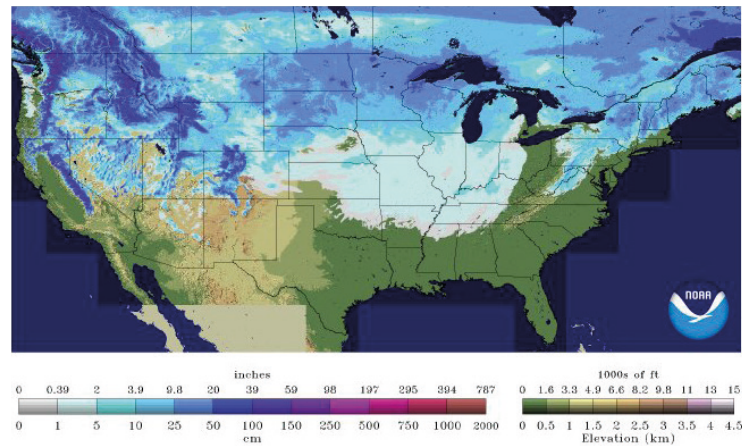 NOAA
inches
0 0.39 2 3.9 9.8 20 39 59 98 197 295 394 787
0 1 5 10 25 50 100 150 250 500 750 1000 2000
cm
1000s of ft
0 1.6 3.3 4.9 6.6 8.2 9.8 11 13 15
0 0.5 1 1.5 2 2.5 3 3.5 4 4.5
Elevation (km)